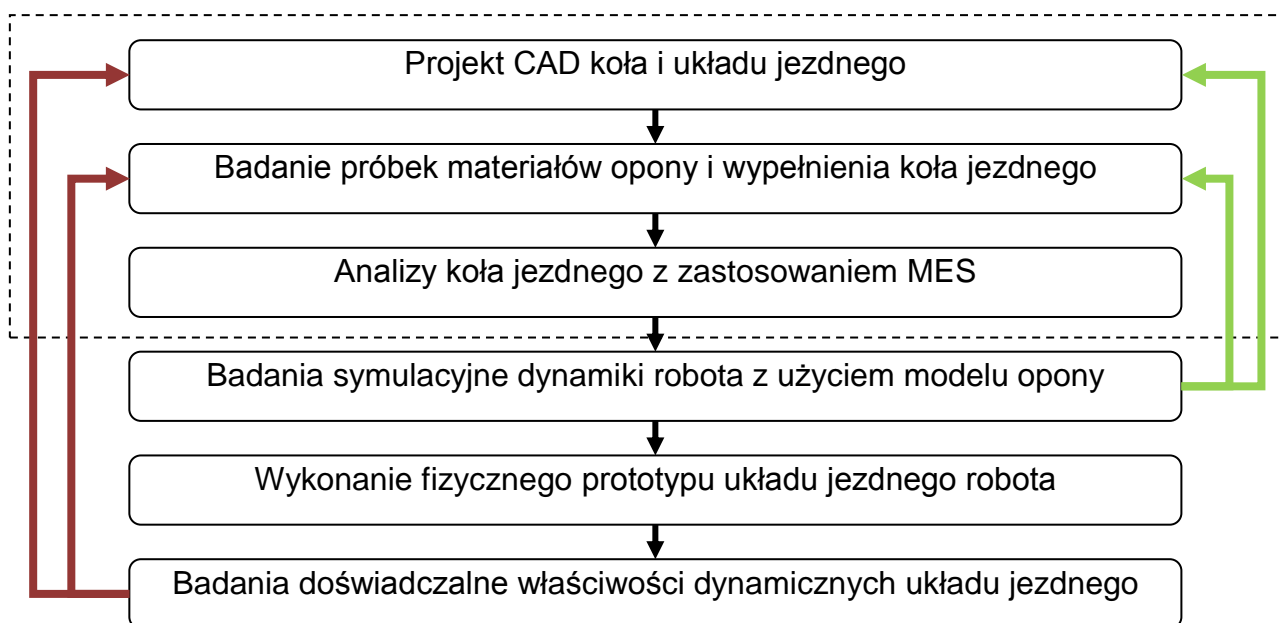 Projekt CAD koła i układu jezdnego
Badanie próbek materiałów opony i wypełnienia koła jezdnego
Analizy koła jezdnego z zastosowaniem MES
Badania symulacyjne dynamiki robota z użyciem modelu opony
Wykonanie fizycznego prototypu układu jezdnego robota
Badania doświadczalne właściwości dynamicznych układu jezdnego